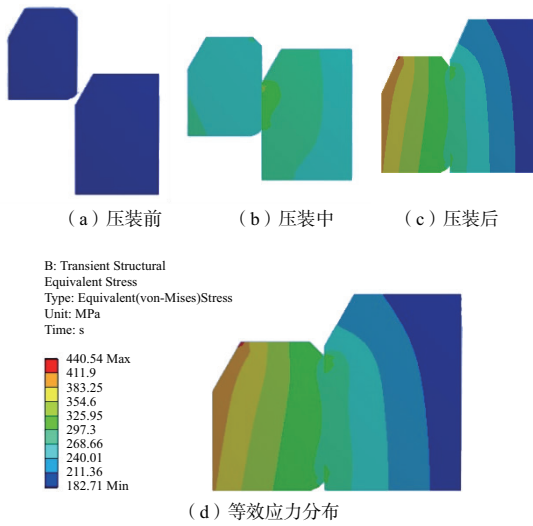 （a）压装前
（b）压装中
（c）压装后
B: Transient Structural
Equivalent Stress
Type: Equivalent(von-Mises)Stress
Unit: MPa
Time: s
440.54 Max
411.9
383.25
354.6
325.95
297.3
268.66
240.01
211.36
182.71 Min
（d）等效应力分布